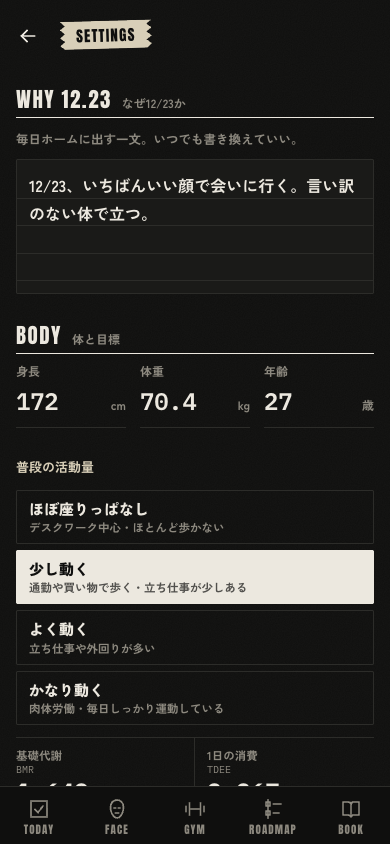 SETTINGS
WHY 12.23 なぜ12/23か
毎日ホームに出す一文。いつでも書き換えていい。
12/23、いちばんいい顔で会いに行く。言い訳
のない体で立つ。
BODY 体と目標
身長 体重 年齢
172 cm 70.4 kg 27 歳
普段の活動量
ほぼ座りっぱなし
デスクワーク中心・ほとんど歩かない
少し動く
通勤や買い物で歩く・立ち仕事が少しある
よく動く
立ち仕事や外回りが多い
かなり動く
肉体労働・毎日しっかり運動している
基礎代謝 1日の消費
BMR TDEE
TODAY FACE GYM ROADMAP BOOK